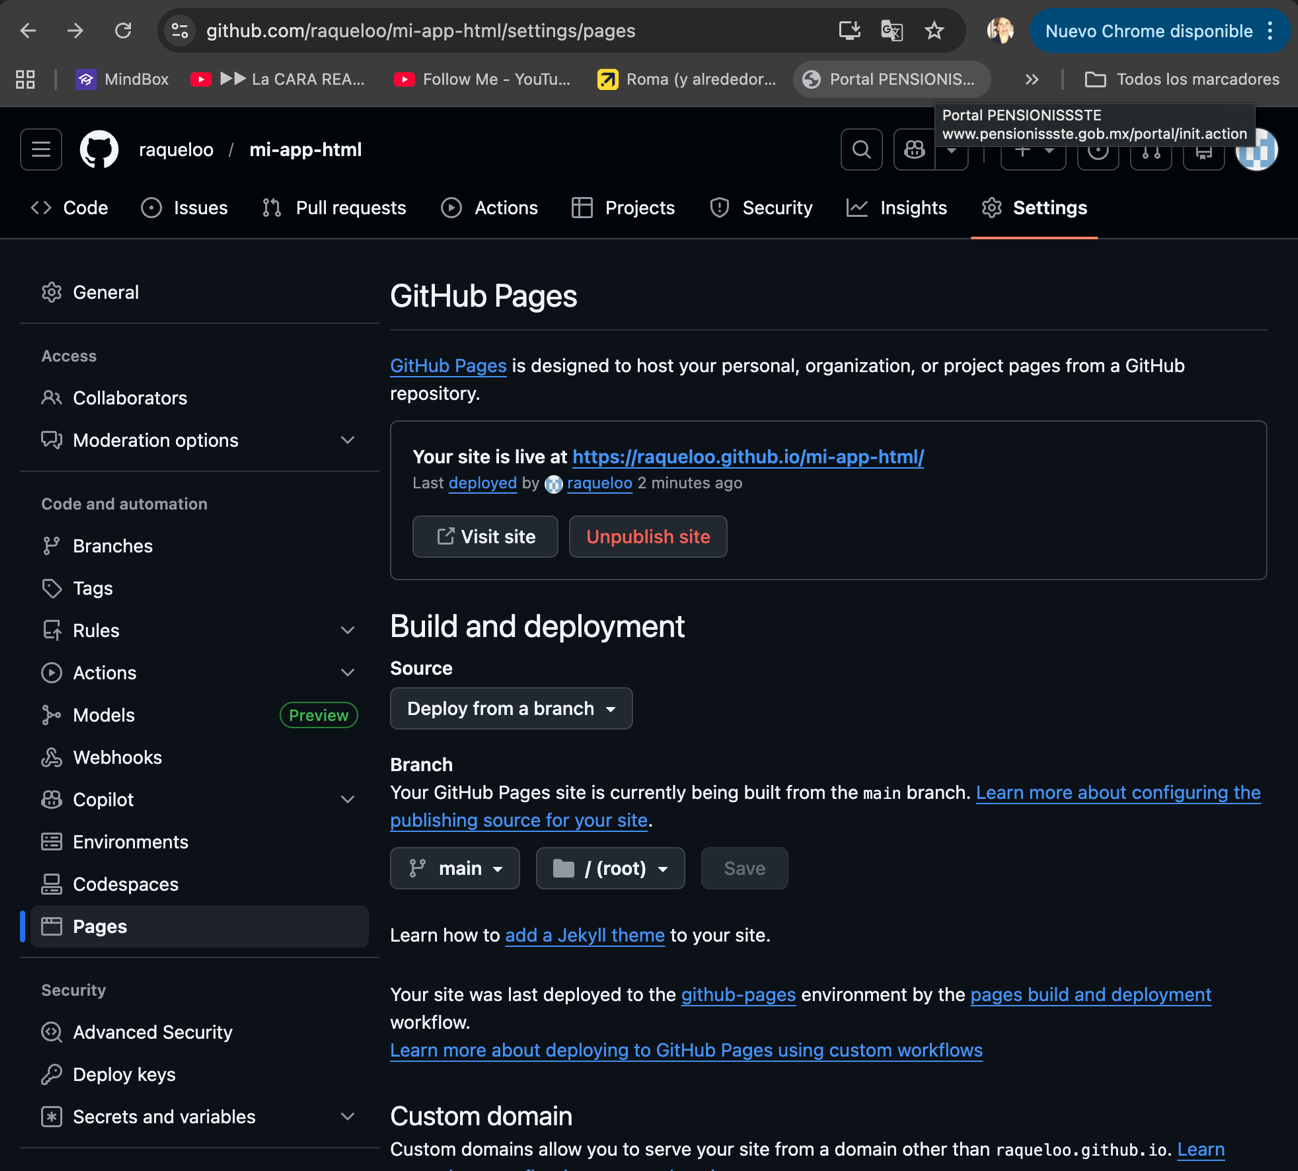 github.com/raqueloo/mi-app-html/settings/pages
Nuevo Chrome disponible
MindBox
▶▶ La CARA REA...
Follow Me - YouTu...
Roma (y alrededor...
Portal PENSIONIS...
»
Todos los marcadores
Portal PENSIONISSSTE
www.pensionissste.gob.mx/portal/init.action
raqueloo / mi-app-html
Code
Issues
Pull requests
Actions
Projects
Security
Insights
Settings
General
Access
Collaborators
Moderation options
Code and automation
Branches
Tags
Rules
Actions
Models
Preview
Webhooks
Copilot
Environments
Codespaces
Pages
Security
Advanced Security
Deploy keys
Secrets and variables
GitHub Pages
GitHub Pages is designed to host your personal, organization, or project pages from a GitHub
repository.
Your site is live at https://raqueloo.github.io/mi-app-html/
Last deployed by raqueloo 2 minutes ago
Visit site
Unpublish site
Build and deployment
Source
Deploy from a branch
Branch
Your GitHub Pages site is currently being built from the main branch. Learn more about configuring the
publishing source for your site.
main
/ (root)
Save
Learn how to add a Jekyll theme to your site.
Your site was last deployed to the github-pages environment by the pages build and deployment
workflow.
Learn more about deploying to GitHub Pages using custom workflows
Custom domain
Custom domains allow you to serve your site from a domain other than raqueloo.github.io. Learn